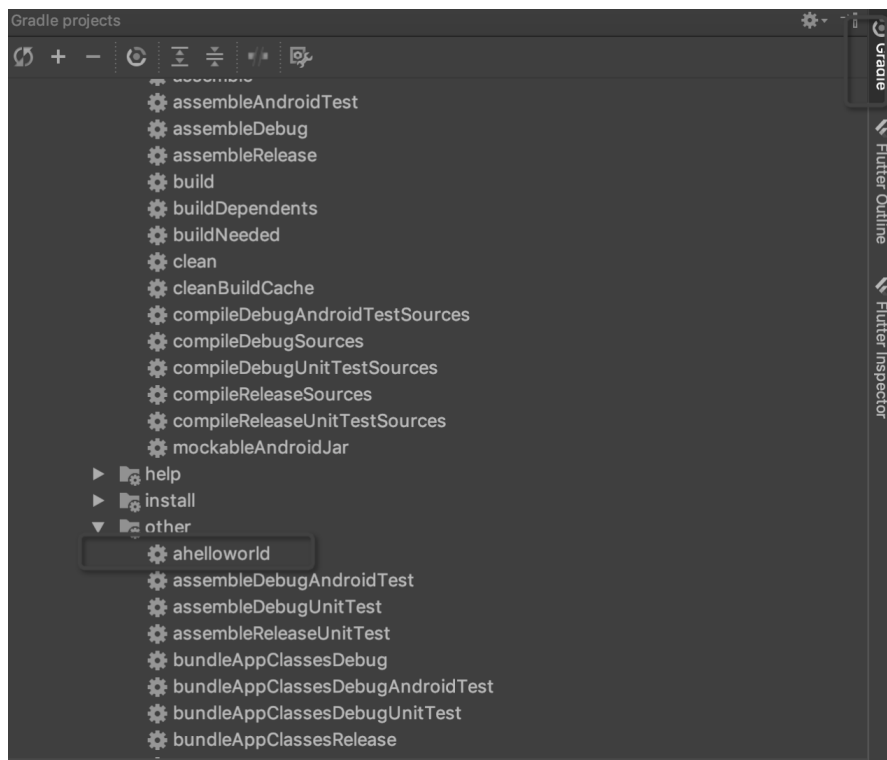 Gradle projects
assemble
assembleAndroidTest
assembleDebug
assembleRelease
build
buildDependents
buildNeeded
clean
cleanBuildCache
compileDebugAndroidTestSources
compileDebugSources
compileDebugUnitTestSources
compileReleaseSources
compileReleaseUnitTestSources
mockableAndroidJar
help
install
other
ahelloworld
assembleDebugAndroidTest
assembleDebugUnitTest
assembleReleaseUnitTest
bundleAppClassesDebug
bundleAppClassesDebugAndroidTest
bundleAppClassesDebugUnitTest
bundleAppClassesRelease
Gradle
Flutter Outline
Flutter Inspector